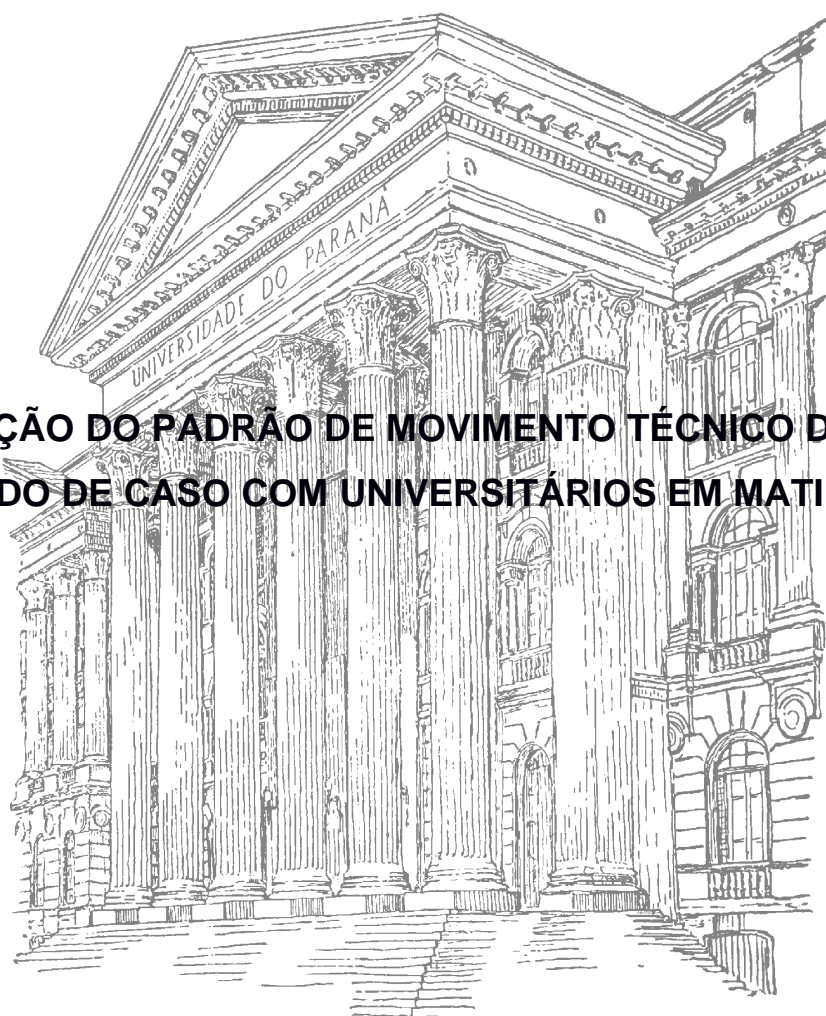 UNIVERSIDADE DO PARANÁ
ÇÃO DO PADRÃO DE MOVIMENTO TÉCNICO D
DO DE CASO COM UNIVERSITÁRIOS EM MATI